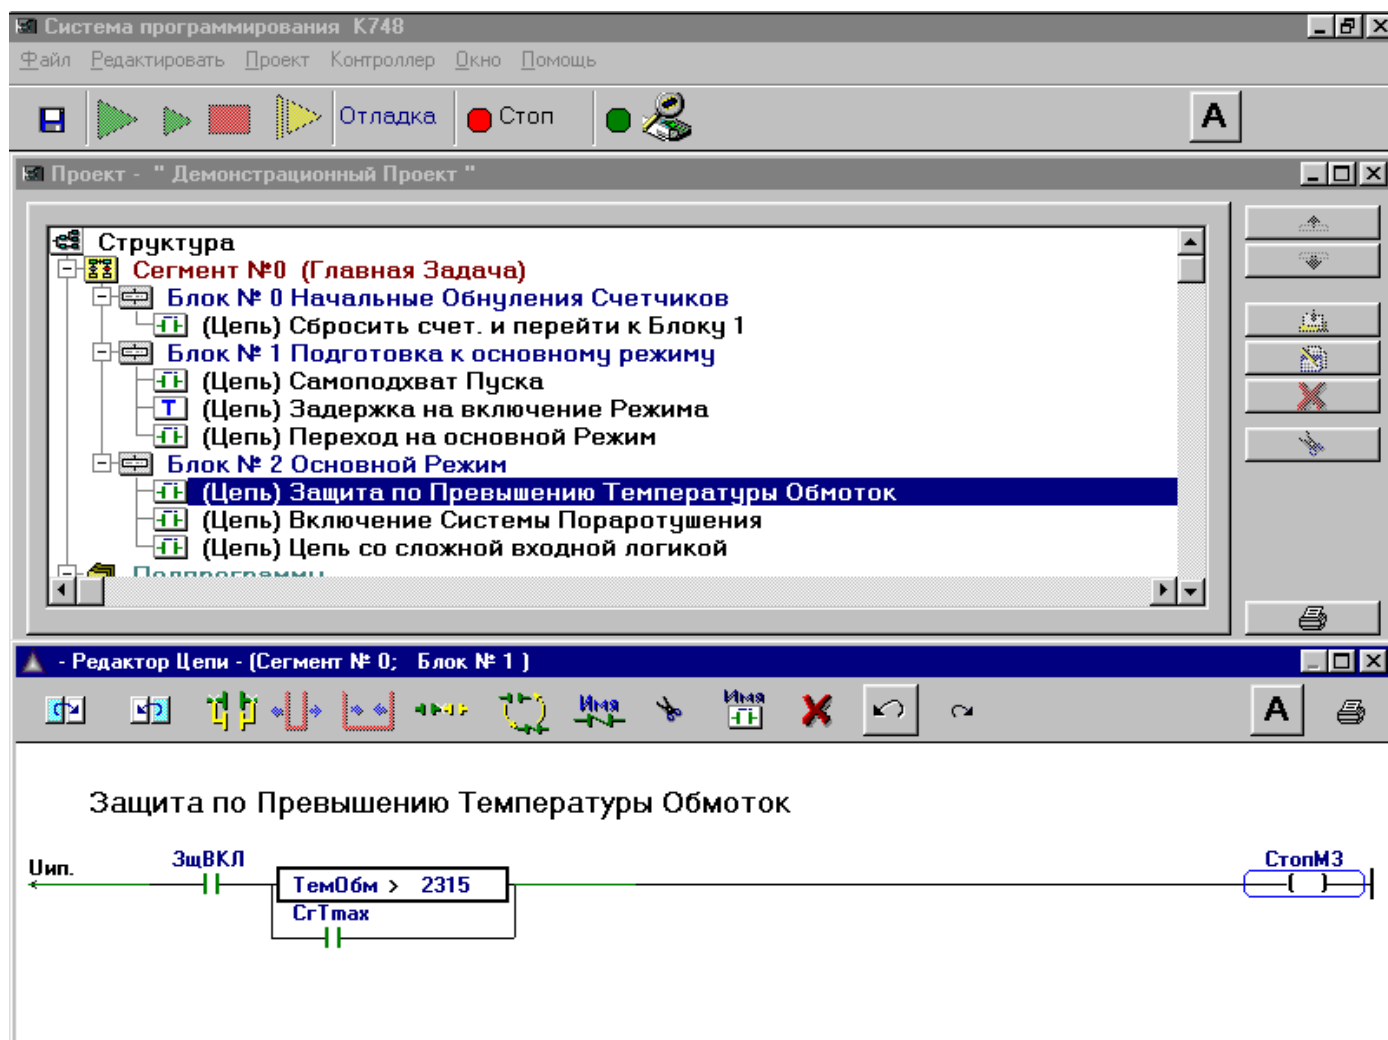 Система программирования K748
Файл Редактировать Проект Контроллер Окно Помощь
Отладка Стоп A
Проект - " Демонстрационный Проект "
Структура
Сегмент №0 (Главная Задача)
Блок № 0 Начальные Обнуления Счетчиков
(Цепь) Сбросить счет. и перейти к Блоку 1
Блок № 1 Подготовка к основному режиму
(Цепь) Самоподхват Пуска
T (Цепь) Задержка на включение Режима
(Цепь) Переход на основной Режим
Блок № 2 Основной Режим
(Цепь) Защита по Превышению Температуры Обмоток
(Цепь) Включение Системы Пораротушения
(Цепь) Цепь со сложной входной логикой
Подпрограммы
- Редактор Цепи - (Сегмент № 0; Блок № 1 )
Имя Имя A
Защита по Превышению Температуры Обмоток
Uип. ЗщВКЛ СтопМ3
ТемОбм > 2315
СгТmax